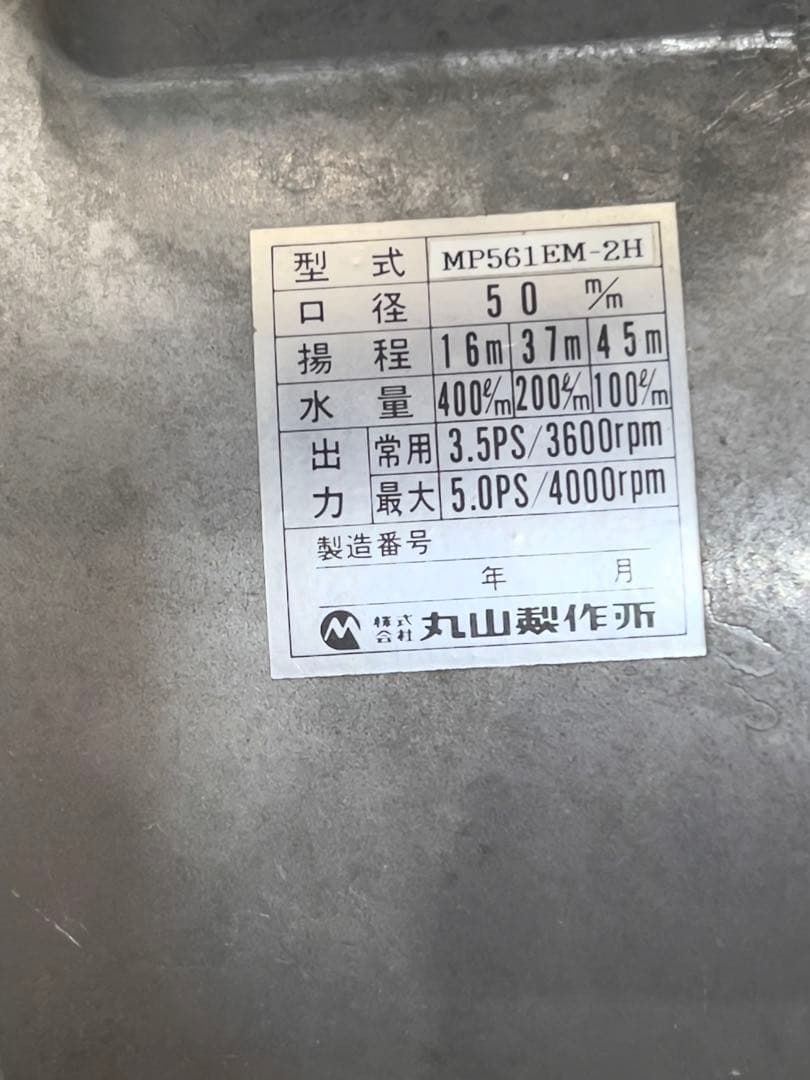 型式 MP561EM-2H
口径 50 m/m
揚程 16m 37m 45m
水量 400ℓ/m 200ℓ/m 100ℓ/m
出力 常用 3.5PS/3600rpm
最大 5.0PS/4000rpm
製造番号
年 月
株式会社 丸山製作所